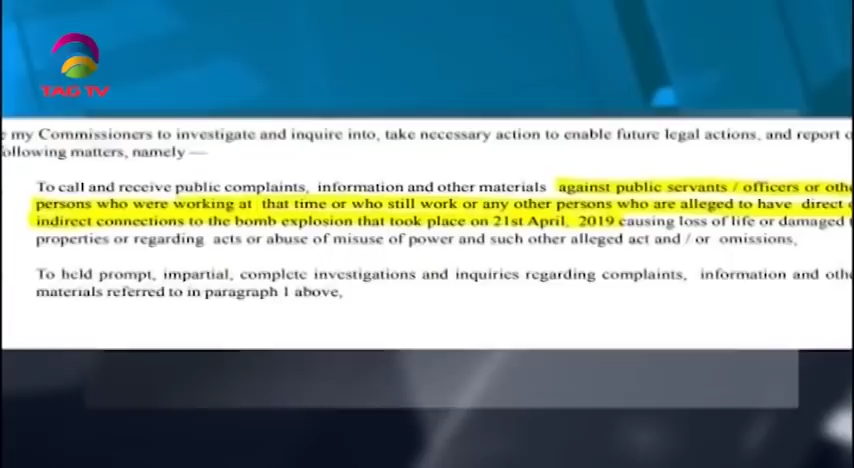 TAG TV
my Commissioners to investigate and inquire into, take necessary action to enable future legal actions, and report
ollowing matters, namely —
To call and receive public complaints, information and other materials against public servants / officers or oth
persons who were working at that time or who still work or any other persons who are alleged to have direct
indirect connections to the bomb explosion that took place on 21st April, 2019 causing loss of life or damaged
properties or regarding acts or abuse of misuse of power and such other alleged act and / or omissions,
To held prompt, impartial, complete investigations and inquiries regarding complaints, information and oth
materials referred to in paragraph 1 above,